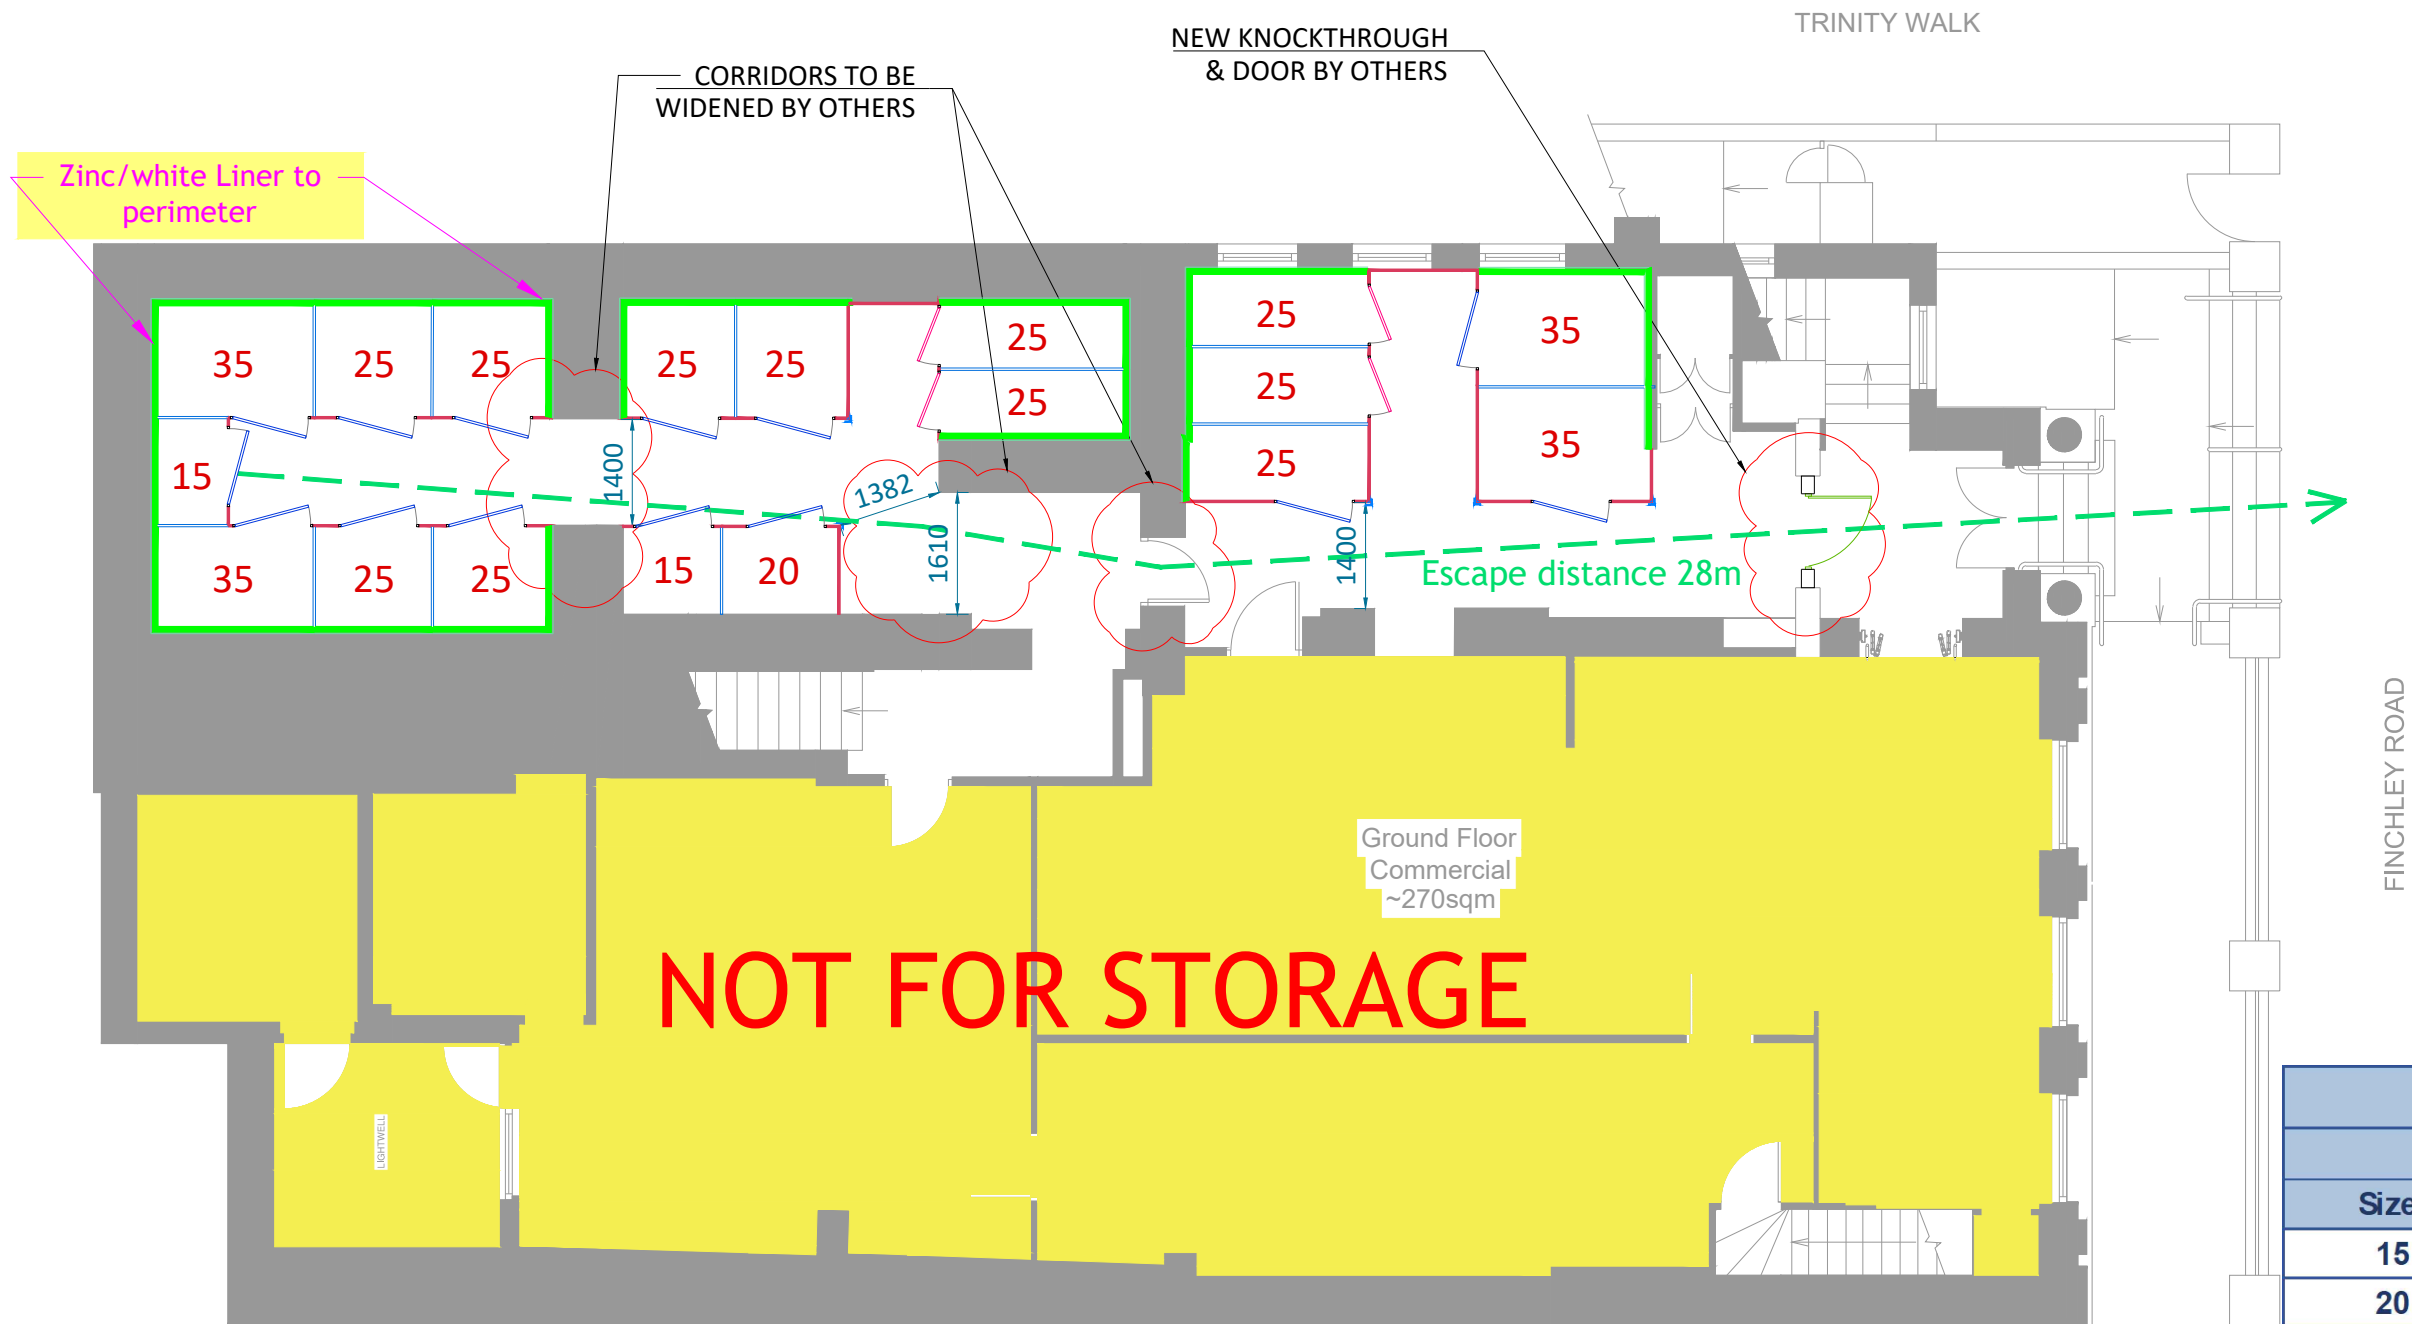 TRINITY WALK
NEW KNOCKTHROUGH
& DOOR BY OTHERS
CORRIDORS TO BE
WIDENED BY OTHERS
Zinc/white Liner to
perimeter
35
25
25
25
25
25
25
25
25
25
35
35
15
35
25
25
15
20
1400
1382
1610
1400
Escape distance 28m
FINCHLEY ROAD
Ground Floor
Commercial
~270sqm
NOT FOR STORAGE
LIGHTWELL
Size
15
20